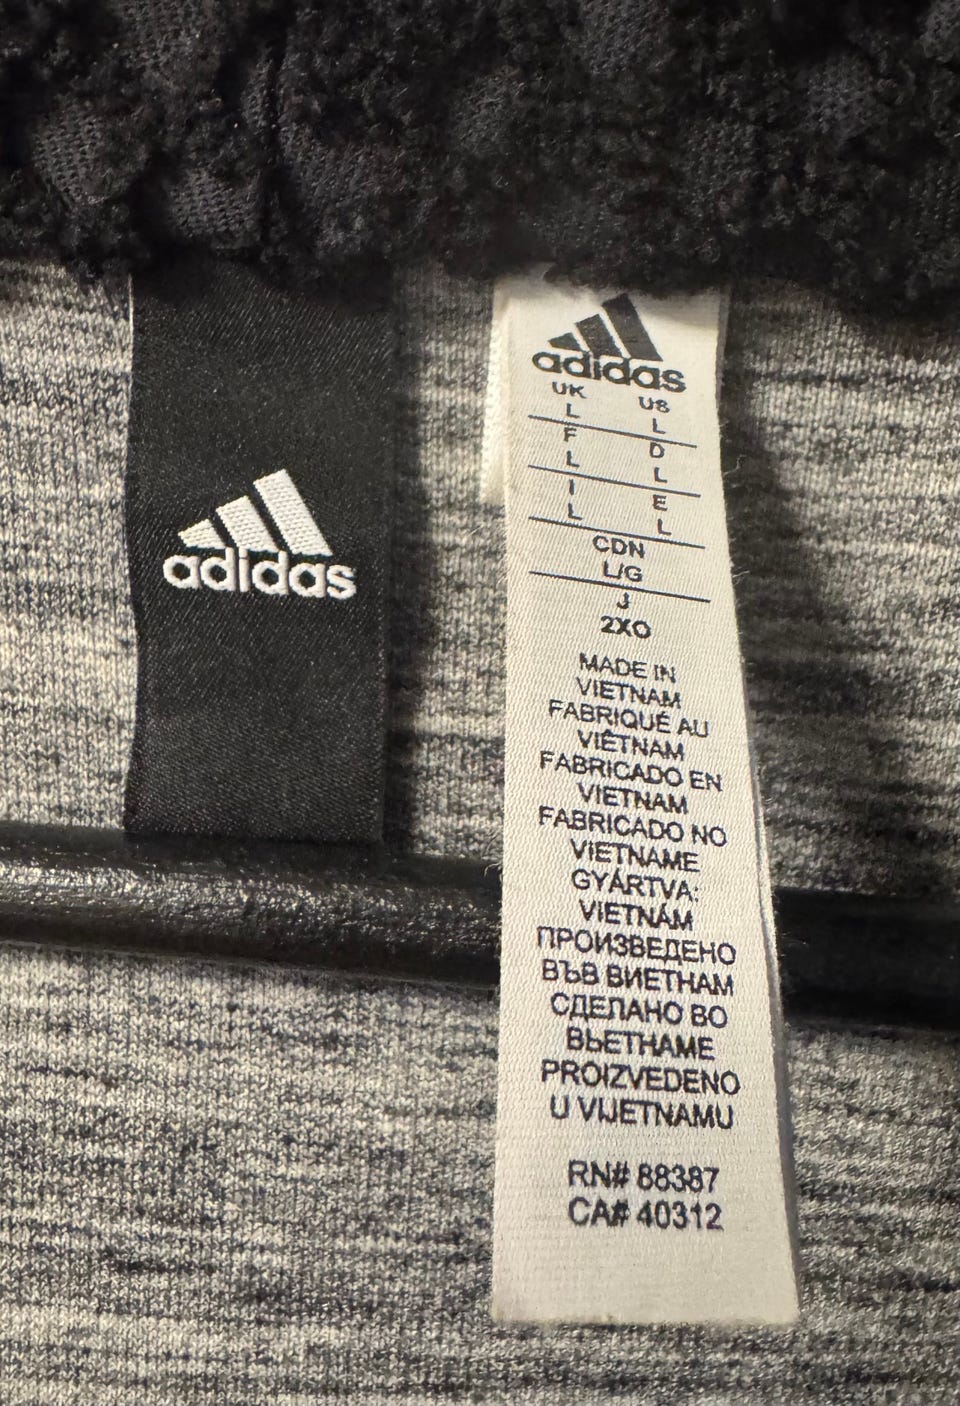 adidas
adidas
UK US
L L
F D
L L
I E
L L
CDN
L/G
J
2XO
MADE IN
VIETNAM
FABRIQUÉ AU
VIÊTNAM
FABRICADO EN
VIETNAM
FABRICADO NO
VIETNAME
GYÁRTVA:
VIETNÁM
ПРОИЗВЕДЕНО
ВЪВ ВИЕТНАМ
СДЕЛАНО ВО
ВЬЕТНАМЕ
PROIZVEDENO
U VIJETNAMU
RN# 88387
CA# 40312